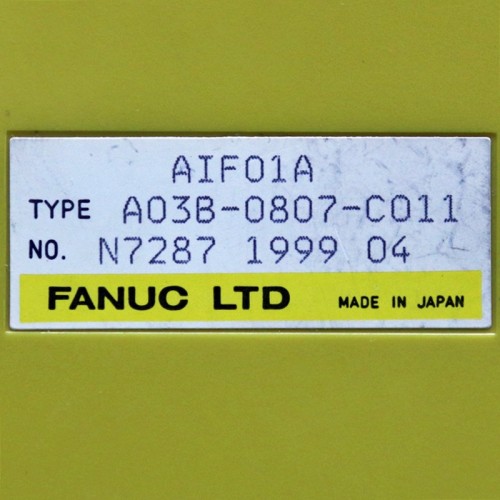 AIF01A
TYPE A03B-0807-C011
NO. N7287 1999 04
FANUC LTD MADE IN JAPAN